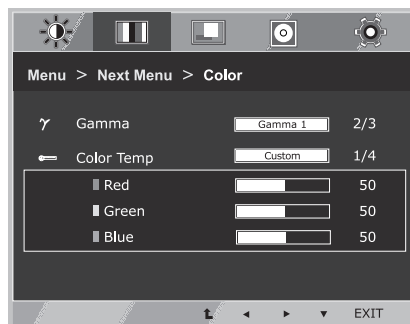 Menu > Next Menu > Color
γ Gamma Gamma 1 2/3
Color Temp Custom 1/4
Red 50
Green 50
Blue 50
EXIT